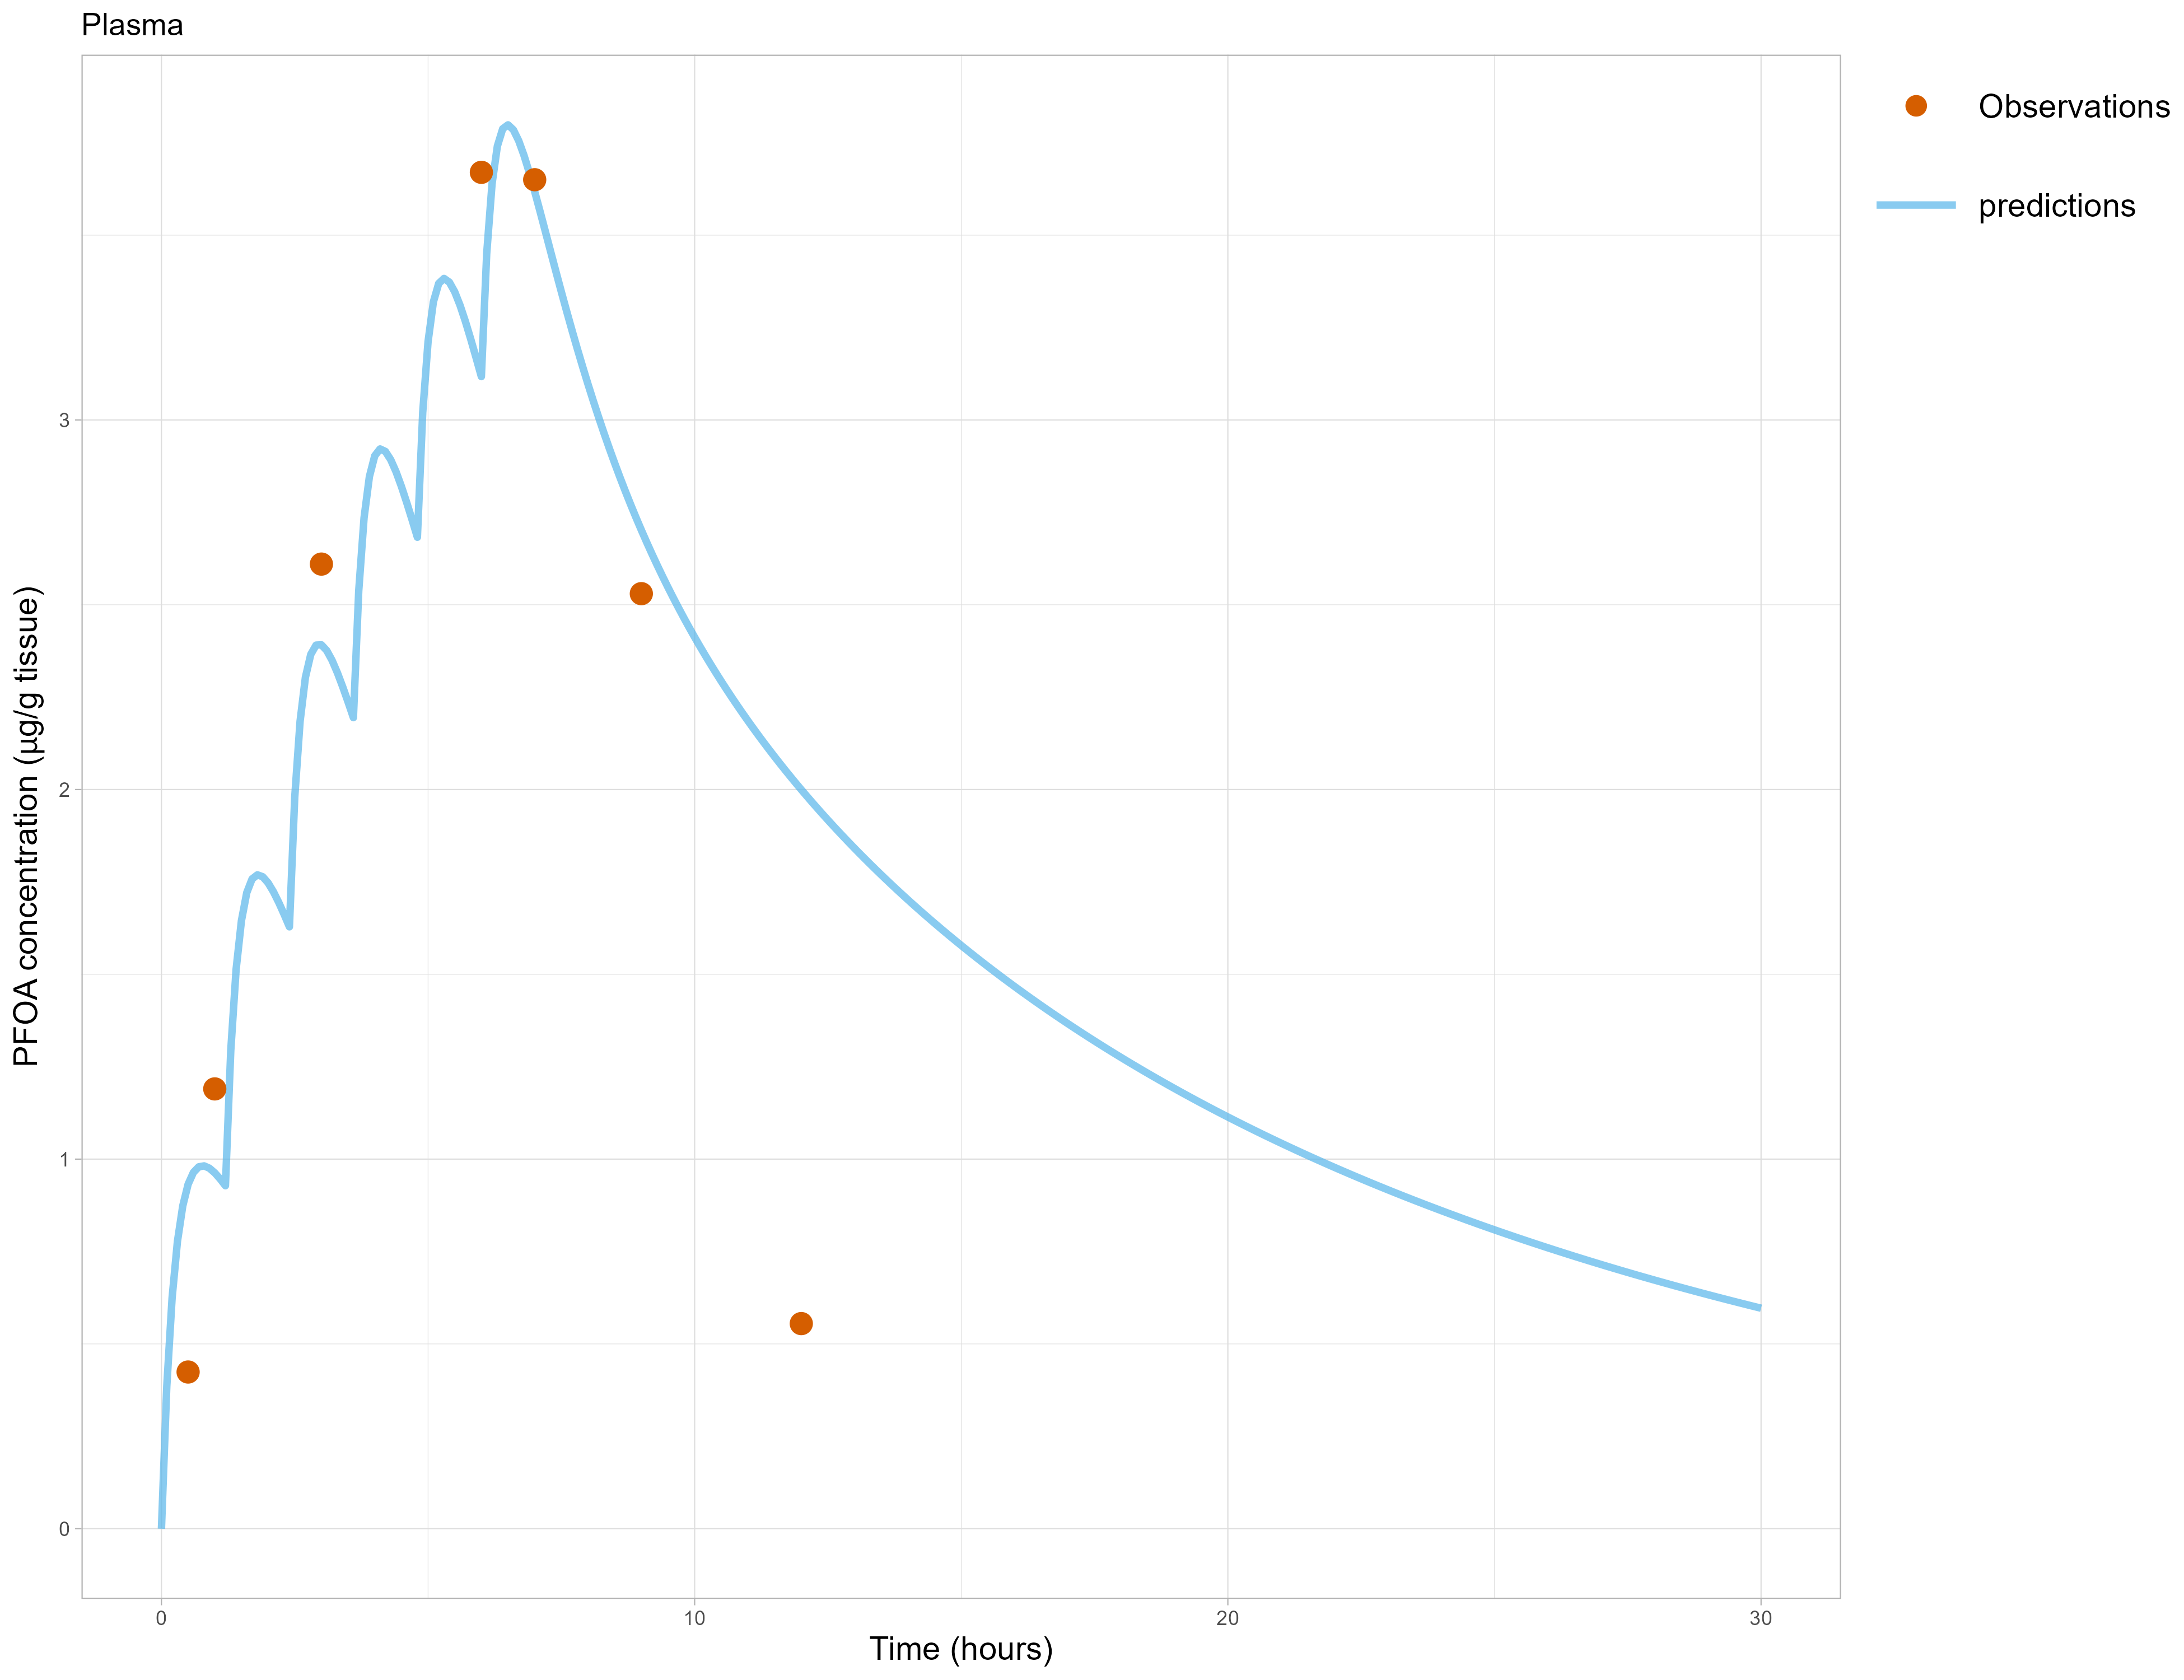 Plasma
Observations
predictions
PFOA concentration (µg/g tissue)
3
2
1
0
0 10 20 30
Time (hours)